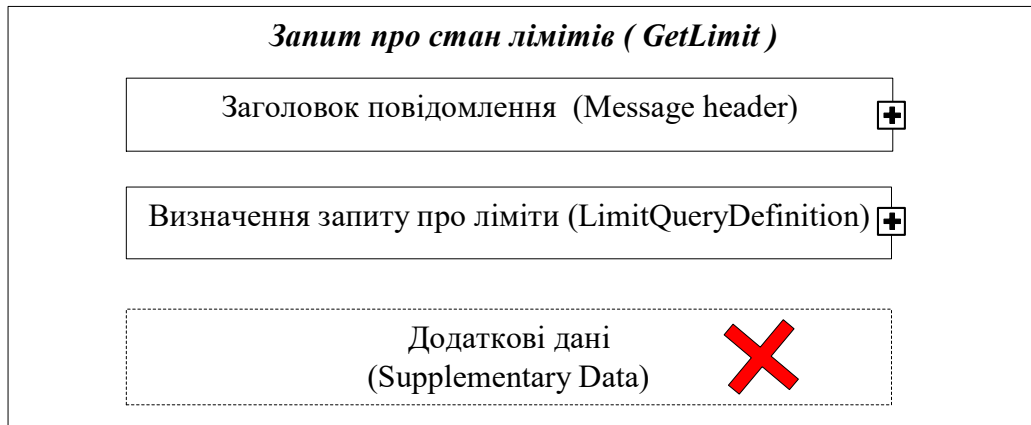 Запит про стан лімітів ( GetLimit )
Заголовок повідомлення (Message header)
Визначення запиту про ліміти (LimitQueryDefinition)
Додаткові дані
(Supplementary Data)